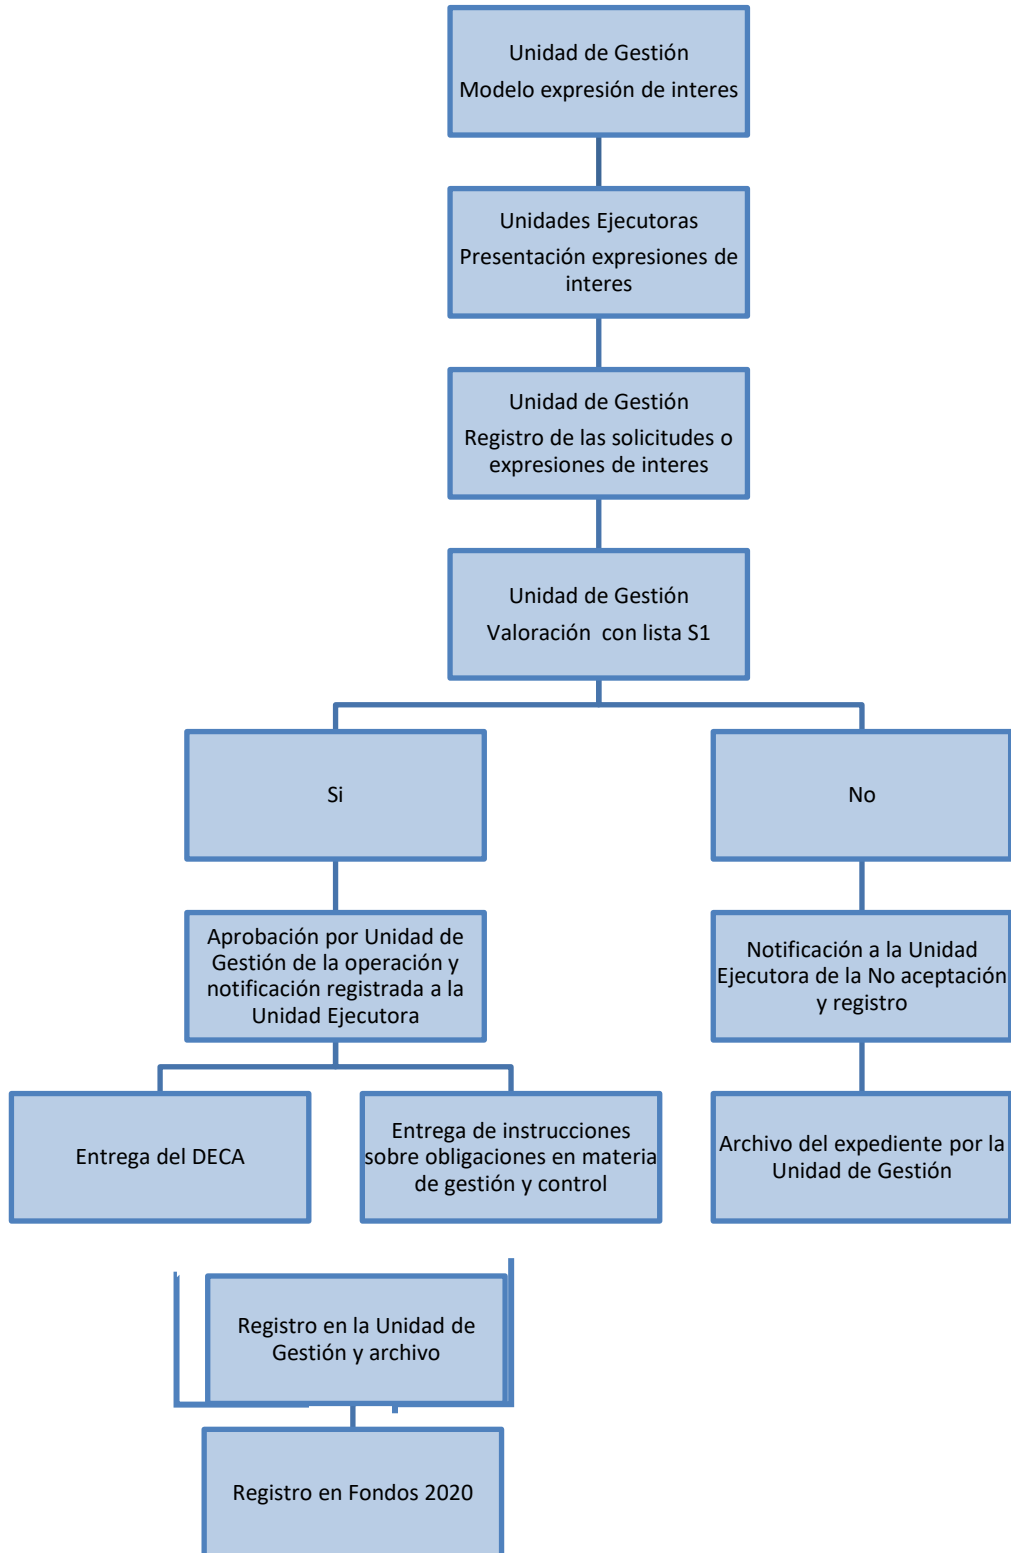 Unidad de Gestión
Modelo expresión de interes
Unidades Ejecutoras
Presentación expresiones de
interes
Unidad de Gestión
Registro de las solicitudes o
expresiones de interes
Unidad de Gestión
Valoración con lista S1
Si
No
Aprobación por Unidad de
Gestión de la operación y
notificación registrada a la
Unidad Ejecutora
Notificación a la Unidad
Ejecutora de la No aceptación
y registro
Entrega del DECA
Entrega de instrucciones
sobre obligaciones en materia
de gestión y control
Archivo del expediente por la
Unidad de Gestión
Registro en la Unidad de
Gestión y archivo
Registro en Fondos 2020